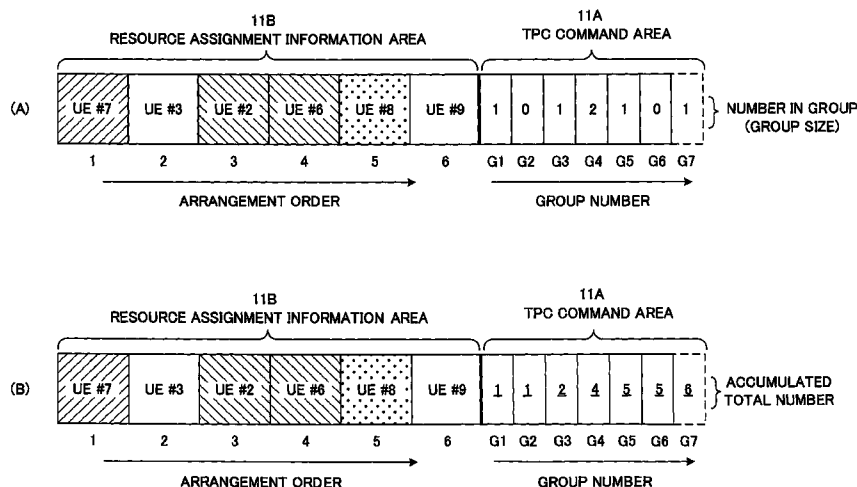 11B
RESOURCE ASSIGNMENT INFORMATION AREA
11A
TPC COMMAND AREA
(A)
UE #7 UE #3 UE #2 UE #6 UE #8 UE #9 1 0 1 2 1 0 1
NUMBER IN GROUP
(GROUP SIZE)
1 2 3 4 5 6 G1 G2 G3 G4 G5 G6 G7
ARRANGEMENT ORDER
GROUP NUMBER
11B
RESOURCE ASSIGNMENT INFORMATION AREA
11A
TPC COMMAND AREA
(B)
UE #7 UE #3 UE #2 UE #6 UE #8 UE #9 1 1 2 4 5 5 6
ACCUMULATED
TOTAL NUMBER
1 2 3 4 5 6 G1 G2 G3 G4 G5 G6 G7
ARRANGEMENT ORDER
GROUP NUMBER